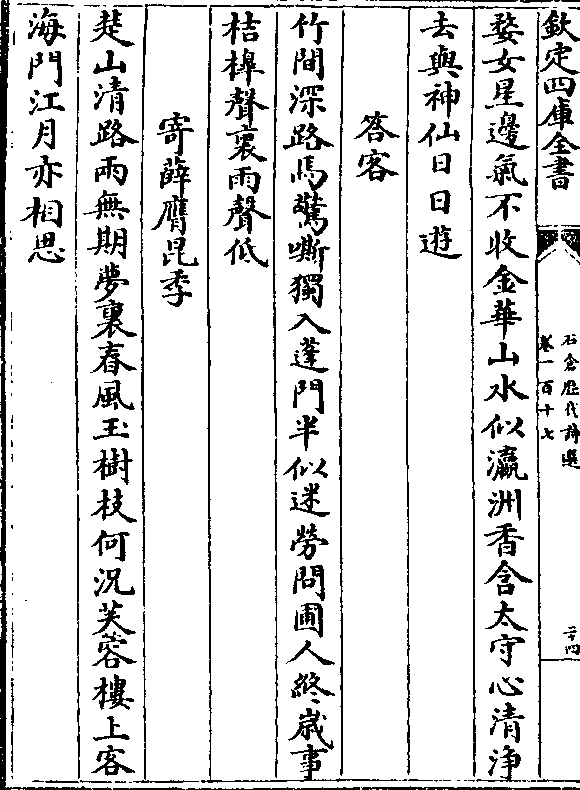 欽定四庫全書
石倉歷代詩選
卷一百十七
二十四
婺女星邊氣不收金華山水似瀛洲香含太守心清浄
去與神仙日日遊
答客
竹間深路馬驚嘶獨入蓬門半似迷勞問圃人終歲事
桔槹聲裏雨聲低
寄薛膺昆季
楚山清路雨無期夢裏春風玉樹枝何況芙蓉樓上客
海門江月亦相思